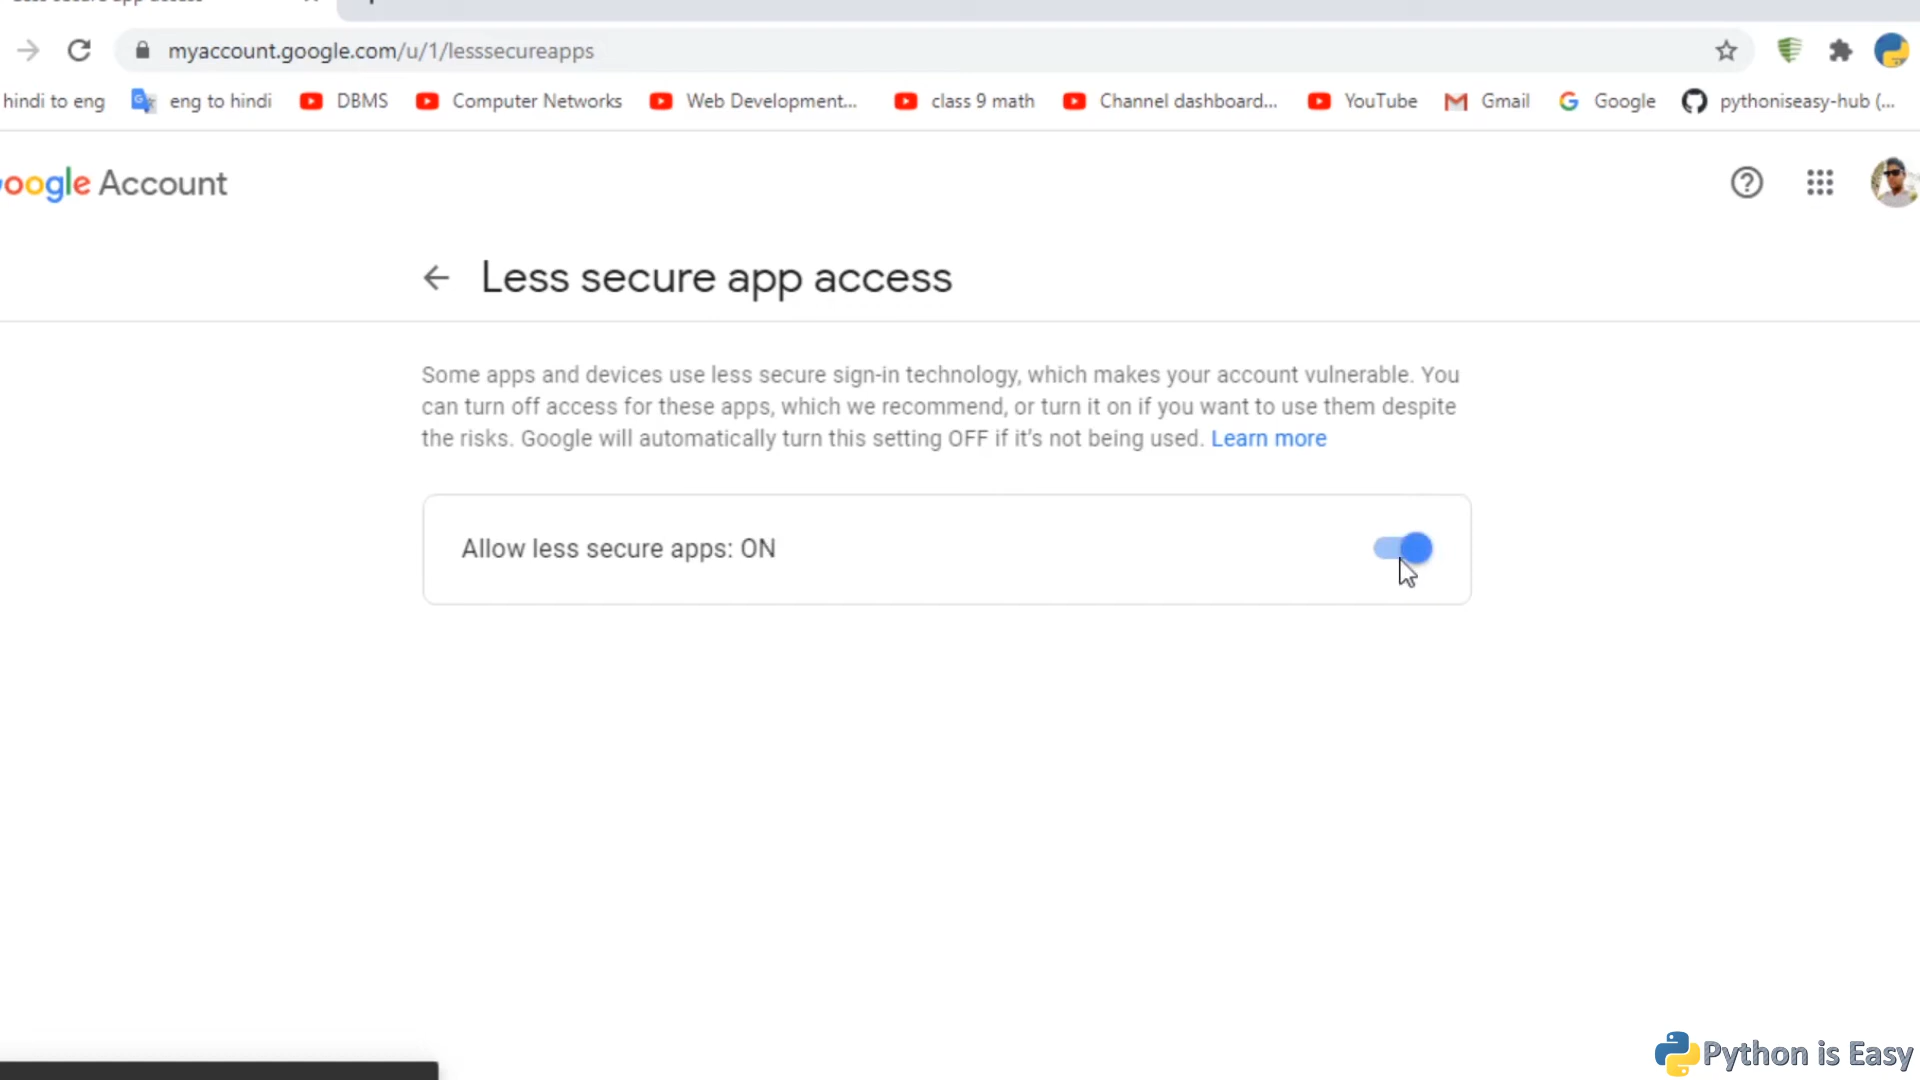 myaccount.google.com/u/1/lesssecureapps
hindi to eng eng to hindi DBMS Computer Networks Web Development... class 9 math Channel dashboard... YouTube Gmail Google pythoniseasy-hub (...
oogle Account
Less secure app access
Some apps and devices use less secure sign-in technology, which makes your account vulnerable. You
can turn off access for these apps, which we recommend, or turn it on if you want to use them despite
the risks. Google will automatically turn this setting OFF if it's not being used. Learn more
Allow less secure apps: ON
Python is Easy